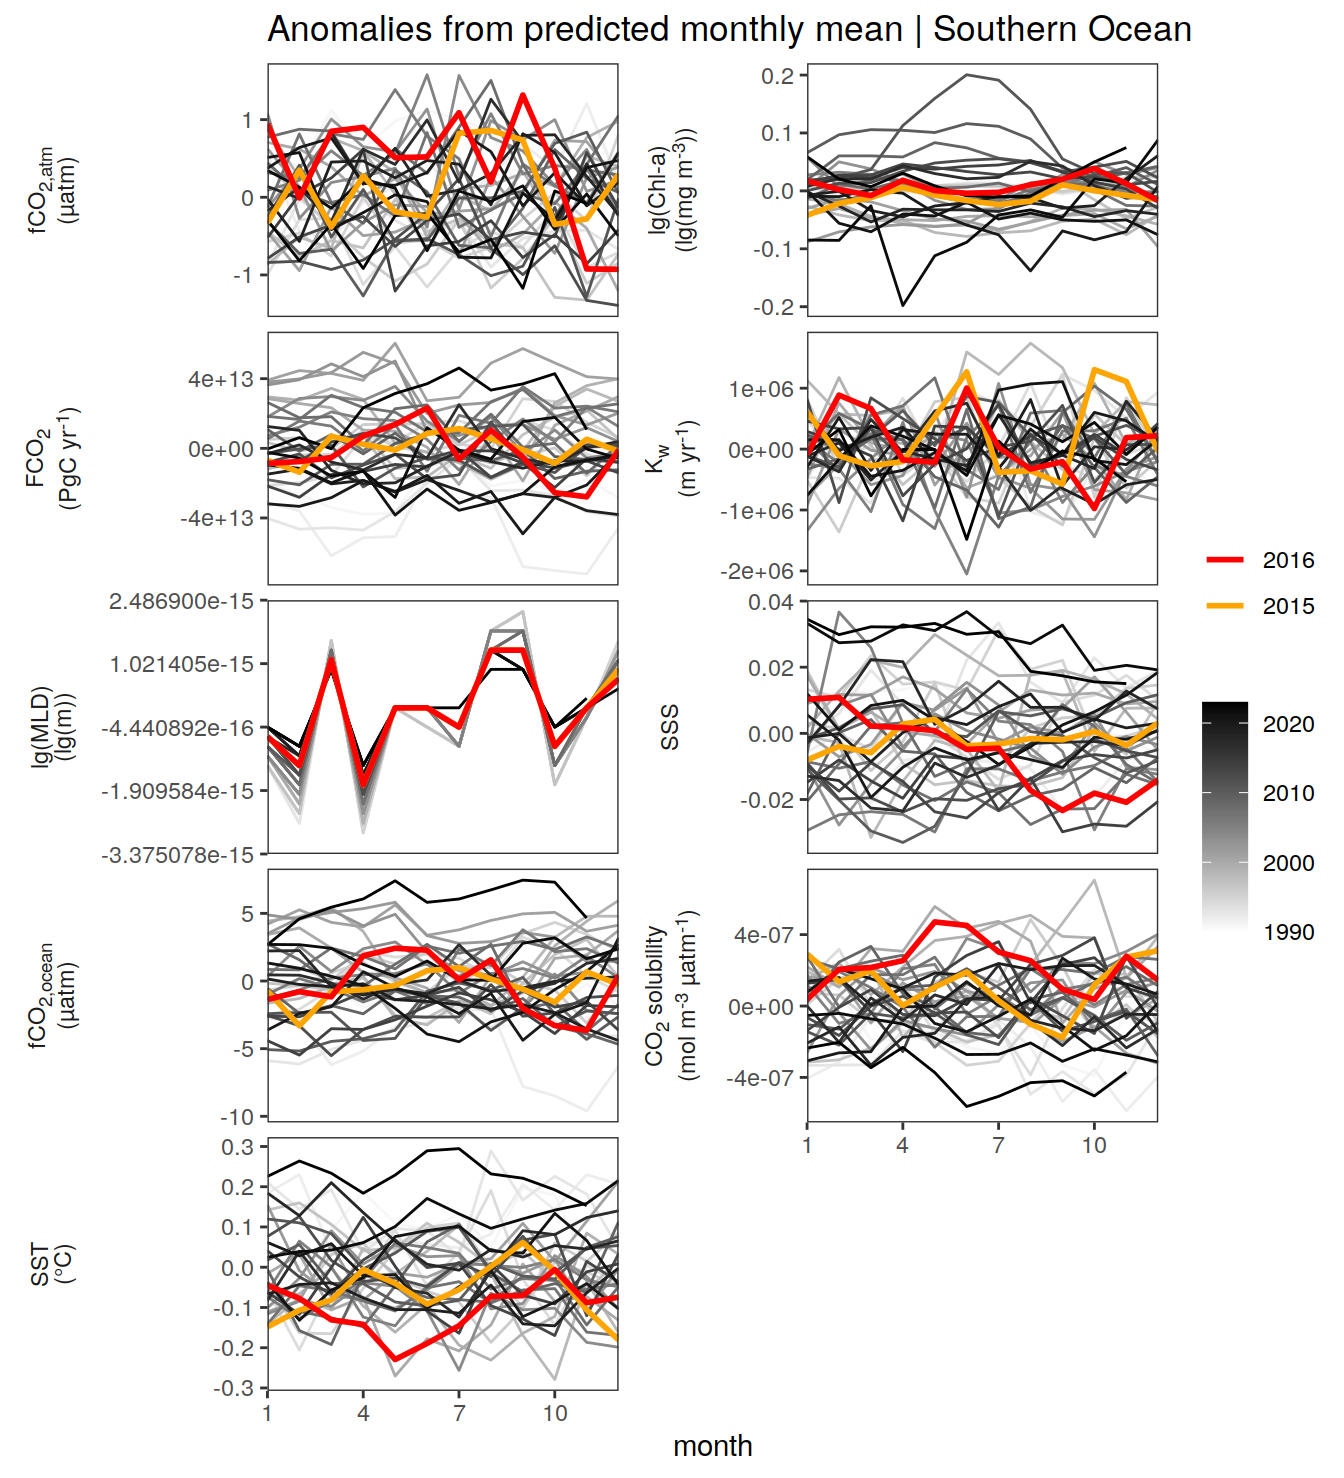 Anomalies from predicted monthly mean | Southern Ocean
fCO2,atm
(µatm)
1
0
-1
lg(Chl-a)
(lg(mg m-3))
0.2
0.1
0.0
-0.1
-0.2
FCO2
(PgC yr-1)
4e+13
0e+00
-4e+13
Kw
(m yr-1)
1e+06
0e+00
-1e+06
-2e+06
lg(MLD)
(lg(m))
2.486900e-15
1.021405e-15
-4.440892e-16
-1.909584e-15
-3.375078e-15
SSS
0.04
0.02
0.00
-0.02
fCO2,ocean
(µatm)
5
0
-5
-10
CO2 solubility
(mol m-3 µatm-1)
4e-07
0e+00
-4e-07
1 4 7 10
SST
(°C)
0.3
0.2
0.1
0.0
-0.1
-0.2
-0.3
1 4 7 10
month
2016
2015
2020
2010
2000
1990